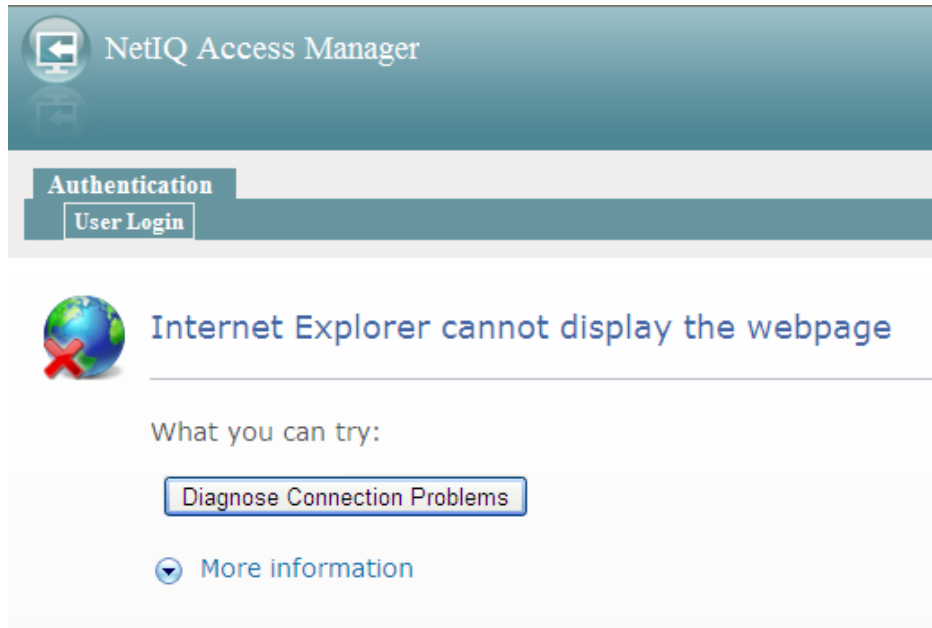 NetIQ Access Manager
Authentication
User Login
Internet Explorer cannot display the webpage
What you can try:
Diagnose Connection Problems
More information